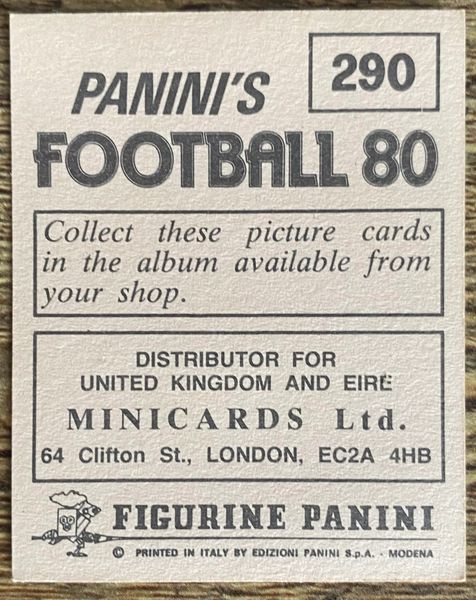 290
PANINI'S
FOOTBALL 80
Collect these picture cards
in the album available from
your shop.
DISTRIBUTOR FOR
UNITED KINGDOM AND EIRE
MINICARDS Ltd.
64 Clifton St., LONDON, EC2A 4HB
FIGURINE PANINI
© PRINTED IN ITALY BY EDIZIONI PANINI S.p.A. - MODENA